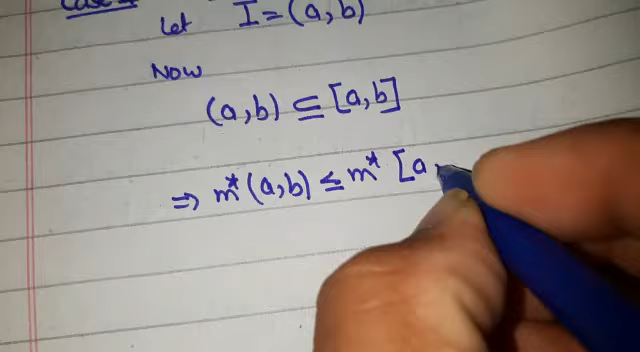 Let I = (a, b)
Now
(a, b) ⊆ [a, b]
⇒ m* (a, b) ≤ m* [a ,